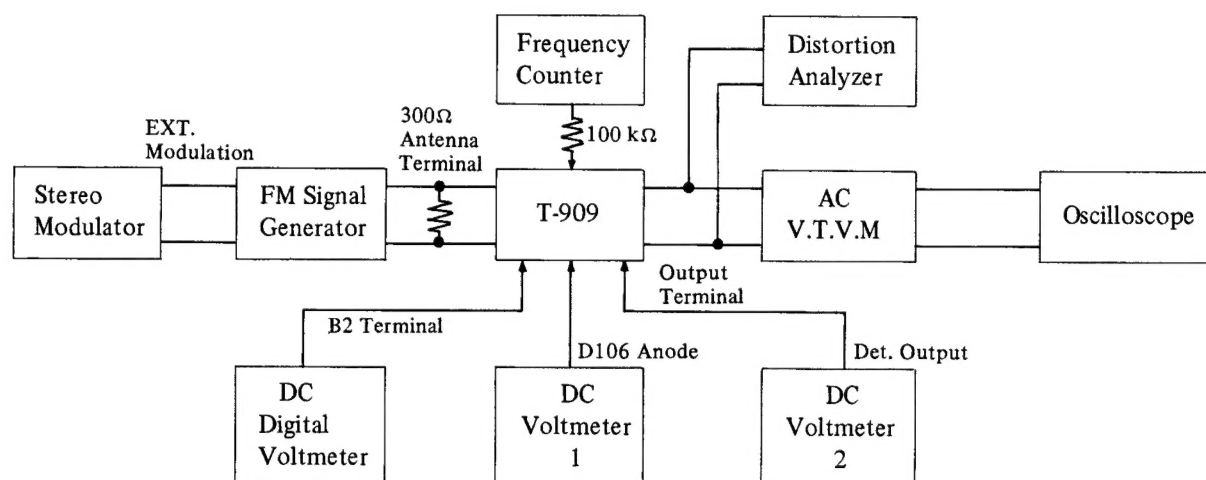 Frequency
Counter
Distortion
Analyzer
300Ω
Antenna
Terminal
100 kΩ
EXT.
Modulation
Stereo
Modulator
FM Signal
Generator
T-909
AC
V.T.V.M
Oscilloscope
Output
Terminal
B2 Terminal
D106 Anode
Det. Output
DC
Digital
Voltmeter
DC
Voltmeter
1
DC
Voltmeter
2